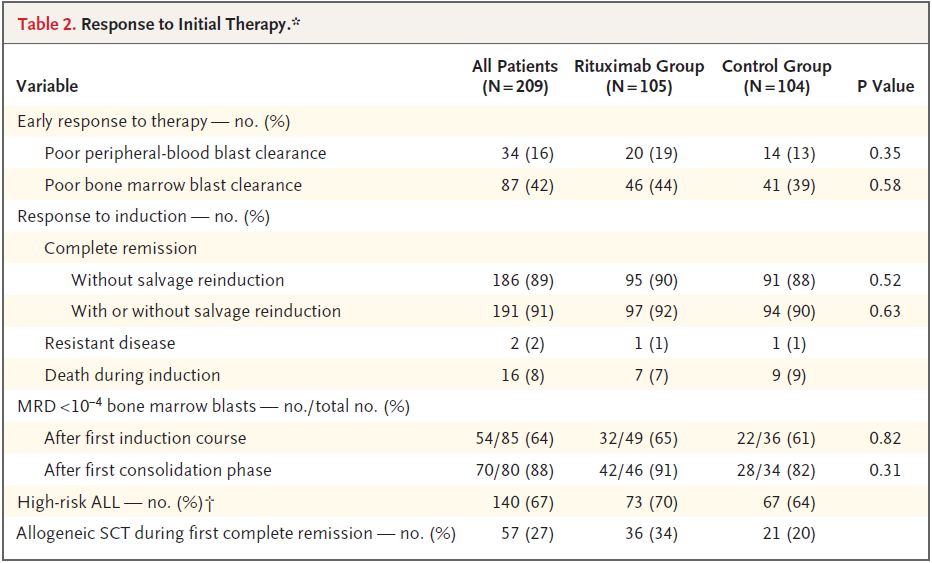 Table 2. Response to Initial Therapy.*
Variable All Patients (N=209) Rituximab Group (N=105) Control Group (N=104) P Value
Early response to therapy — no. (%)
Poor peripheral-blood blast clearance 34 (16) 20 (19) 14 (13) 0.35
Poor bone marrow blast clearance 87 (42) 46 (44) 41 (39) 0.58
Response to induction — no. (%)
Complete remission
Without salvage reinduction 186 (89) 95 (90) 91 (88) 0.52
With or without salvage reinduction 191 (91) 97 (92) 94 (90) 0.63
Resistant disease 2 (2) 1 (1) 1 (1)
Death during induction 16 (8) 7 (7) 9 (9)
MRD <10⁻⁴ bone marrow blasts — no./total no. (%)
After first induction course 54/85 (64) 32/49 (65) 22/36 (61) 0.82
After first consolidation phase 70/80 (88) 42/46 (91) 28/34 (82) 0.31
High-risk ALL — no. (%)† 140 (67) 73 (70) 67 (64)
Allogeneic SCT during first complete remission — no. (%) 57 (27) 36 (34) 21 (20)